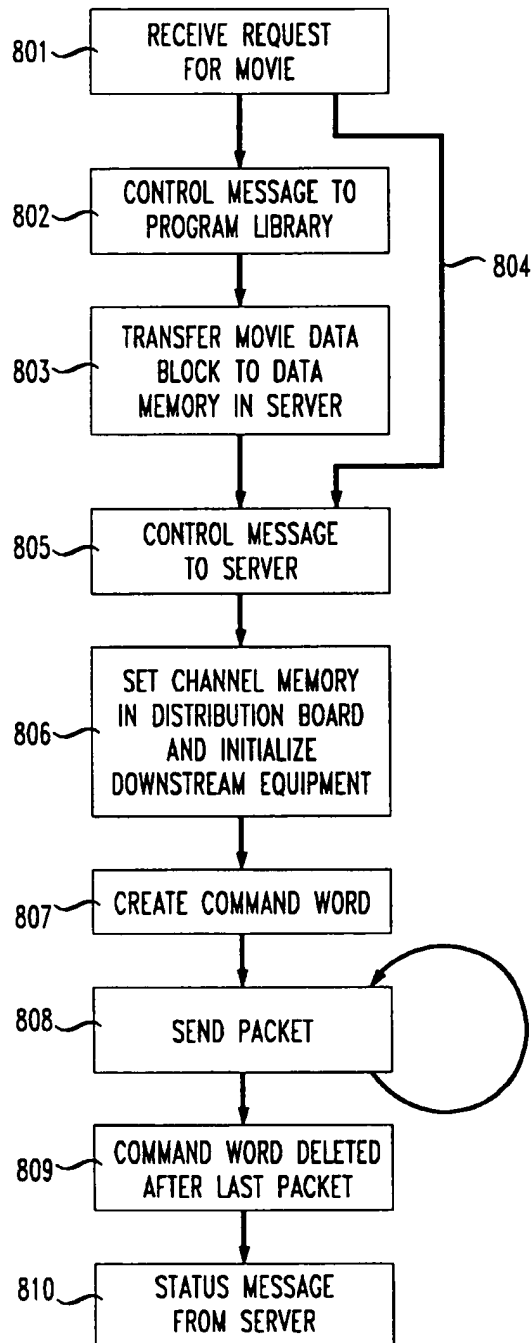 801
RECEIVE REQUEST
FOR MOVIE
802
CONTROL MESSAGE TO
PROGRAM LIBRARY
804
803
TRANSFER MOVIE DATA
BLOCK TO DATA
MEMORY IN SERVER
805
CONTROL MESSAGE
TO SERVER
806
SET CHANNEL MEMORY
IN DISTRIBUTION BOARD
AND INITIALIZE
DOWNSTREAM EQUIPMENT
807
CREATE COMMAND WORD
808
SEND PACKET
809
COMMAND WORD DELETED
AFTER LAST PACKET
810
STATUS MESSAGE
FROM SERVER